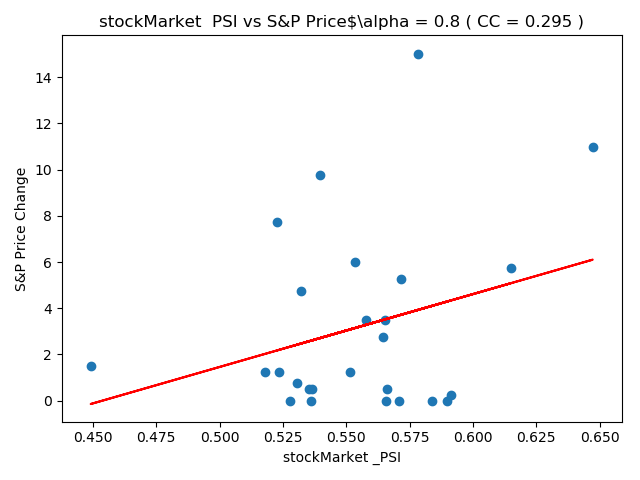 stockMarket  PSI vs S&P Price$\alpha = 0.8 ( CC = 0.295 )
14
12
10
8
6
4
2
0
S&P Price Change
0.450 0.475 0.500 0.525 0.550 0.575 0.600 0.625 0.650
stockMarket _PSI